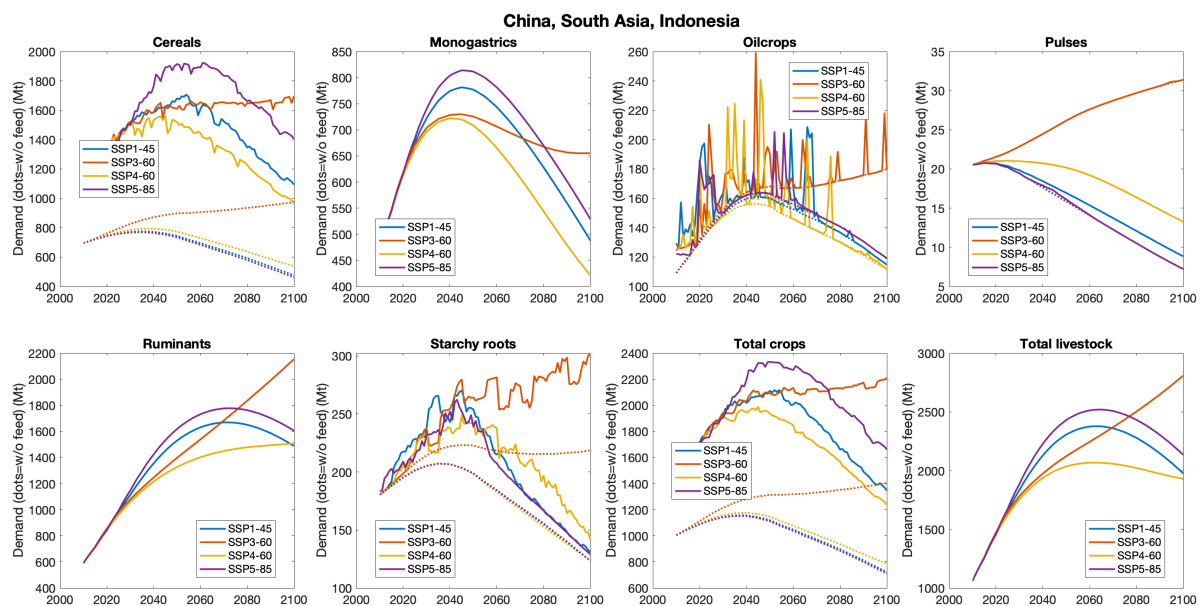 China, South Asia, Indonesia
Cereals
Demand (dots=w/o feed) (Mt)
2000
1800
1600
1400
1200
1000
800
600
400
2000 2020 2040 2060 2080 2100
SSP1-45
SSP3-60
SSP4-60
SSP5-85
Monogastrics
Demand (dots=w/o feed) (Mt)
850
800
750
700
650
600
550
500
450
400
2000 2020 2040 2060 2080 2100
SSP1-45
SSP3-60
SSP4-60
SSP5-85
Oilcrops
Demand (dots=w/o feed) (Mt)
260
240
220
200
180
160
140
120
100
2000 2020 2040 2060 2080 2100
SSP1-45
SSP3-60
SSP4-60
SSP5-85
Pulses
Demand (dots=w/o feed) (Mt)
35
30
25
20
15
10
5
2000 2020 2040 2060 2080 2100
SSP1-45
SSP3-60
SSP4-60
SSP5-85
Ruminants
Demand (dots=w/o feed) (Mt)
2200
2000
1800
1600
1400
1200
1000
800
600
400
2000 2020 2040 2060 2080 2100
SSP1-45
SSP3-60
SSP4-60
SSP5-85
Starchy roots
Demand (dots=w/o feed) (Mt)
300
250
200
150
100
2000 2020 2040 2060 2080 2100
SSP1-45
SSP3-60
SSP4-60
SSP5-85
Total crops
Demand (dots=w/o feed) (Mt)
2400
2200
2000
1800
1600
1400
1200
1000
800
600
400
2000 2020 2040 2060 2080 2100
SSP1-45
SSP3-60
SSP4-60
SSP5-85
Total livestock
Demand (dots=w/o feed) (Mt)
3000
2500
2000
1500
1000
2000 2020 2040 2060 2080 2100
SSP1-45
SSP3-60
SSP4-60
SSP5-85